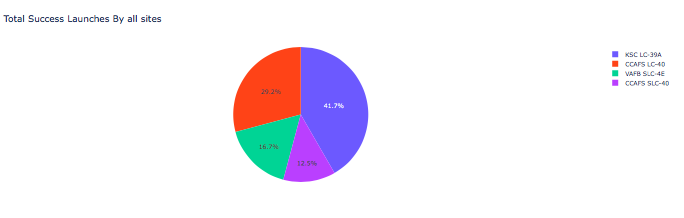 Total Success Launches By all sites
KSC LC-39A
CCAFS LC-40
VAFB SLC-4E
CCAFS SLC-40
29.2%
41.7%
16.7%
12.5%